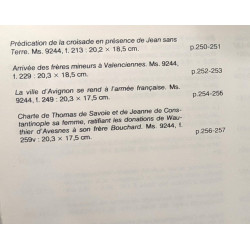 Prédication de la croisade en présence de Jean sans
Terre. Ms. 9244, f. 213 : 20,2 × 18,5 cm. p.250-251
Arrivée des frères mineurs à Valenciennes. Ms. 9244,
f. 229 : 20,3 × 18,5 cm. p.252-253
La ville d'Avignon se rend à l'armée française. Ms.
9244, f. 249 : 20,3 × 17,5 cm. p.254-256
Charte de Thomas de Savoie et de Jeanne de Cons-
tantinople sa femme, ratifiant les donations de Wau-
thier d'Avesnes à son frère Bouchard. Ms. 9244, f.
259v : 20,3 × 17,5 cm. p.256-257